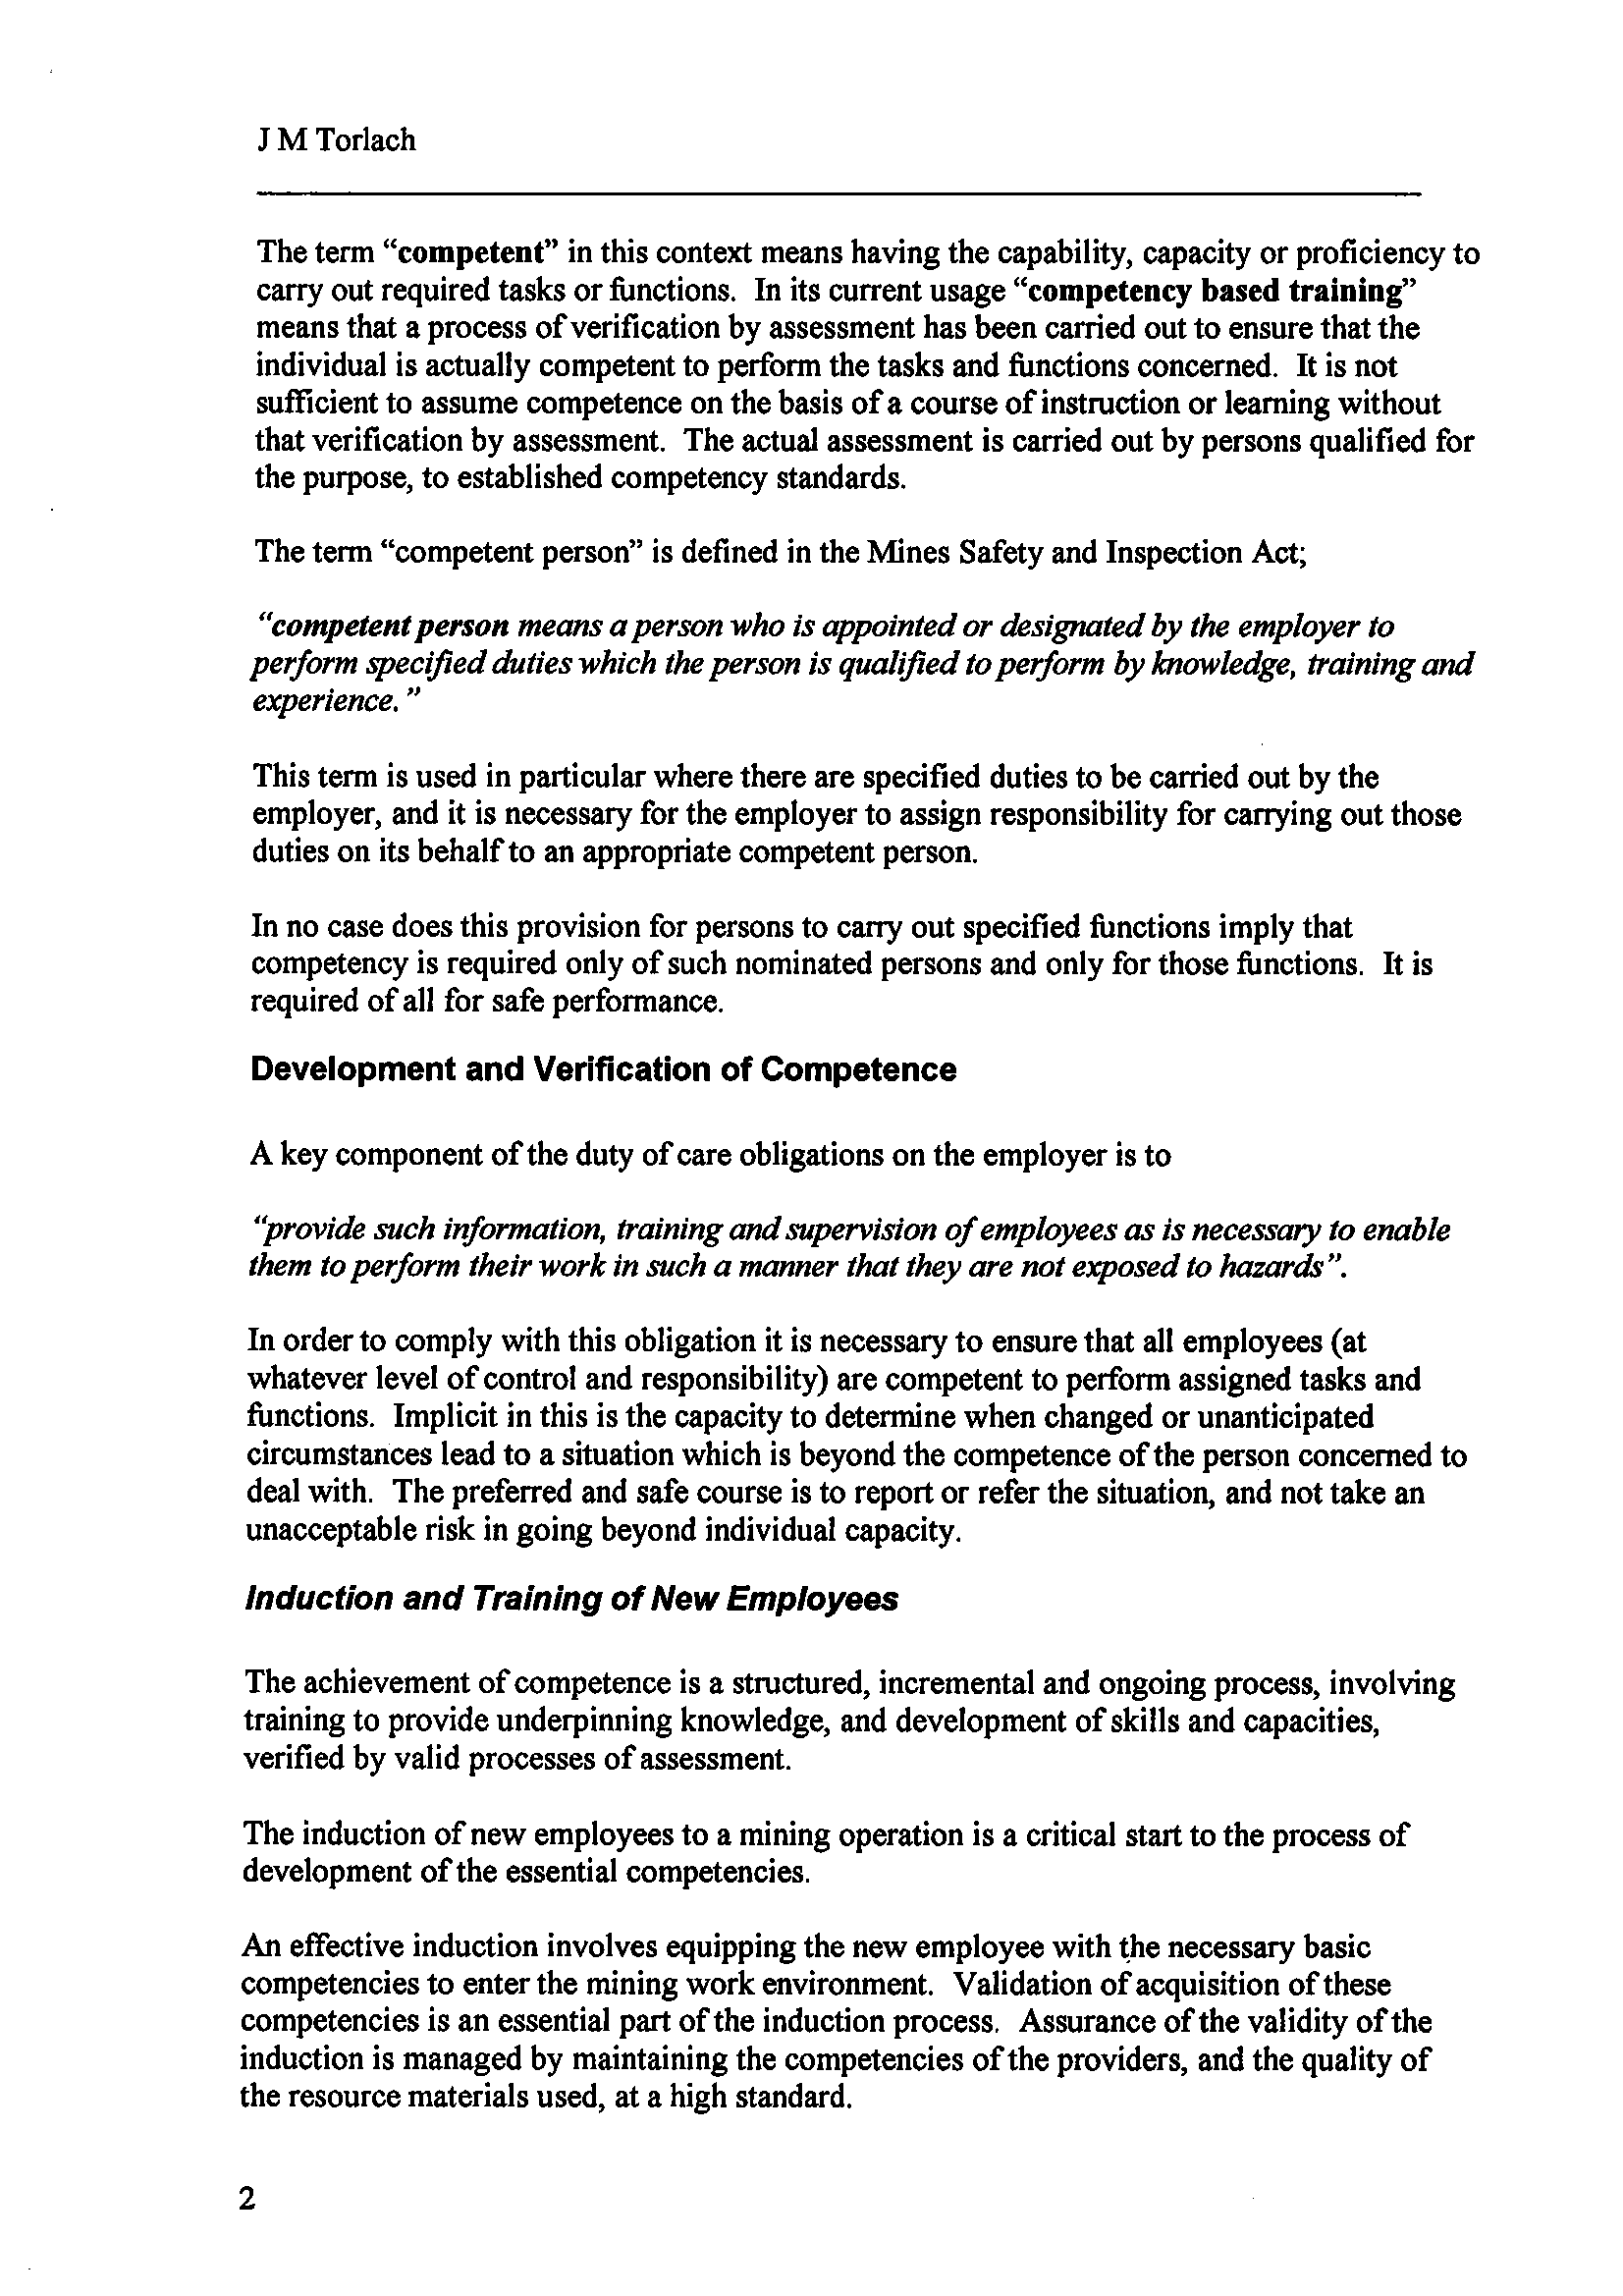 J M Torlach
The term “competent” in this context means having the capability, capacity or proficiency to
carry out required tasks or functions. In its current usage “competency based training”
means that a process of verification by assessment has been carried out to ensure that the
individual is actually competent to perform the tasks and functions concerned. It is not
sufficient to assume competence on the basis of a course of instruction or learning without
that verification by assessment. The actual assessment is carried out by persons qualified for
the purpose, to established competency standards.
The term “competent person” is defined in the Mines Safety and Inspection Act;
“competent person means a person who is appointed or designated by the employer to
perform specified duties which the person is qualified to perform by knowledge, training and
experience.”
This term is used in particular where there are specified duties to be carried out by the
employer, and it is necessary for the employer to assign responsibility for carrying out those
duties on its behalf to an appropriate competent person.
In no case does this provision for persons to carry out specified functions imply that
competency is required only of such nominated persons and only for those functions. It is
required of all for safe performance.
Development and Verification of Competence
A key component of the duty of care obligations on the employer is to
“provide such information, training and supervision of employees as is necessary to enable
them to perform their work in such a manner that they are not exposed to hazards”.
In order to comply with this obligation it is necessary to ensure that all employees (at
whatever level of control and responsibility) are competent to perform assigned tasks and
functions. Implicit in this is the capacity to determine when changed or unanticipated
circumstances lead to a situation which is beyond the competence of the person concerned to
deal with. The preferred and safe course is to report or refer the situation, and not take an
unacceptable risk in going beyond individual capacity.
Induction and Training of New Employees
The achievement of competence is a structured, incremental and ongoing process, involving
training to provide underpinning knowledge, and development of skills and capacities,
verified by valid processes of assessment.
The induction of new employees to a mining operation is a critical start to the process of
development of the essential competencies.
An effective induction involves equipping the new employee with the necessary basic
competencies to enter the mining work environment. Validation of acquisition of these
competencies is an essential part of the induction process. Assurance of the validity of the
induction is managed by maintaining the competencies of the providers, and the quality of
the resource materials used, at a high standard.
2